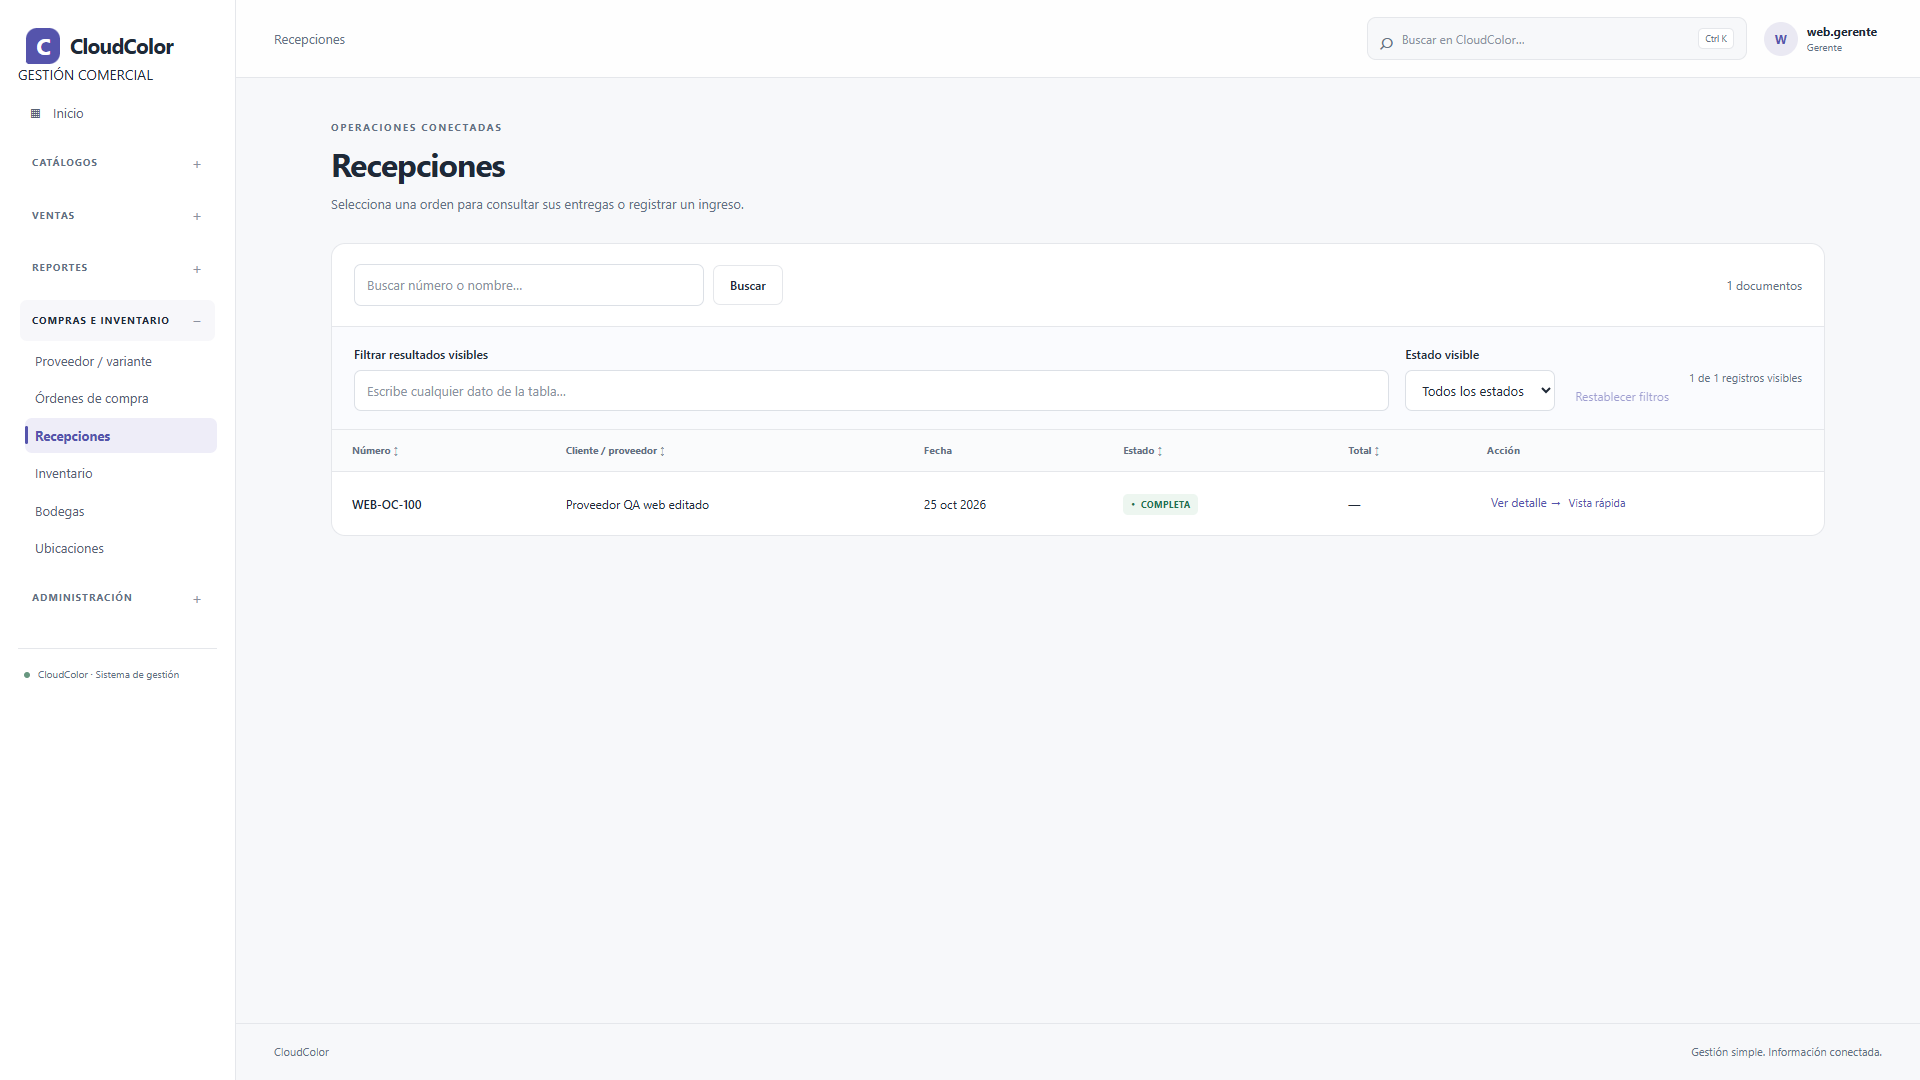 C CloudColor
GESTIÓN COMERCIAL
Inicio
CATÁLOGOS +
VENTAS +
REPORTES +
COMPRAS E INVENTARIO –
Proveedor / variante
Órdenes de compra
Recepciones
Inventario
Bodegas
Ubicaciones
ADMINISTRACIÓN +
CloudColor · Sistema de gestión
Recepciones
Buscar en CloudColor...
Ctrl K
W
web.gerente
Gerente
OPERACIONES CONECTADAS
Recepciones
Selecciona una orden para consultar sus entregas o registrar un ingreso.
Buscar número o nombre...
Buscar
1 documentos
Filtrar resultados visibles
Escribe cualquier dato de la tabla...
Estado visible
Todos los estados
Restablecer filtros
1 de 1 registros visibles
Número ↕ Cliente / proveedor ↕ Fecha Estado ↕ Total ↕ Acción
WEB-OC-100 Proveedor QA web editado 25 oct 2026 • COMPLETA — Ver detalle → Vista rápida
CloudColor
Gestión simple. Información conectada.